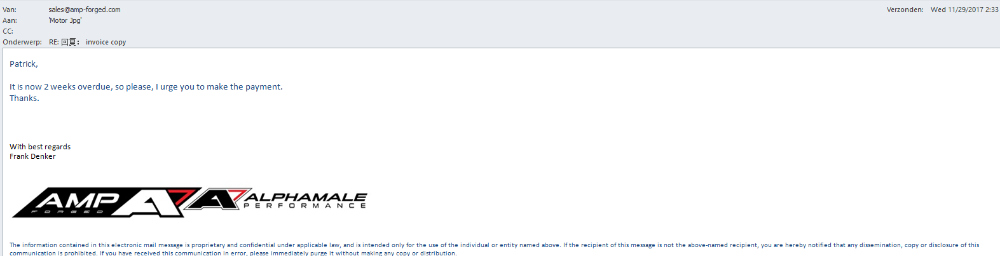 Van: sales@amp-forged.com Verzonden: Wed 11/29/2017 2:33
Aan: 'Motor Jpg'
CC:
Onderwerp: RE: 回复： invoice copy
Patrick,
It is now 2 weeks overdue, so please, I urge you to make the payment.
Thanks.
With best regards
Frank Denker
AMP FORGED
ALPHAMALE
PERFORMANCE
The information contained in this electronic mail message is proprietary and confidential under applicable law, and is intended only for the use of the individual or entity named above. If the recipient of this message is not the above-named recipient, you are hereby notified that any dissemination, copy or disclosure of this
communication is prohibited. If you have received this communication in error, please immediately purge it without making any copy or distribution.